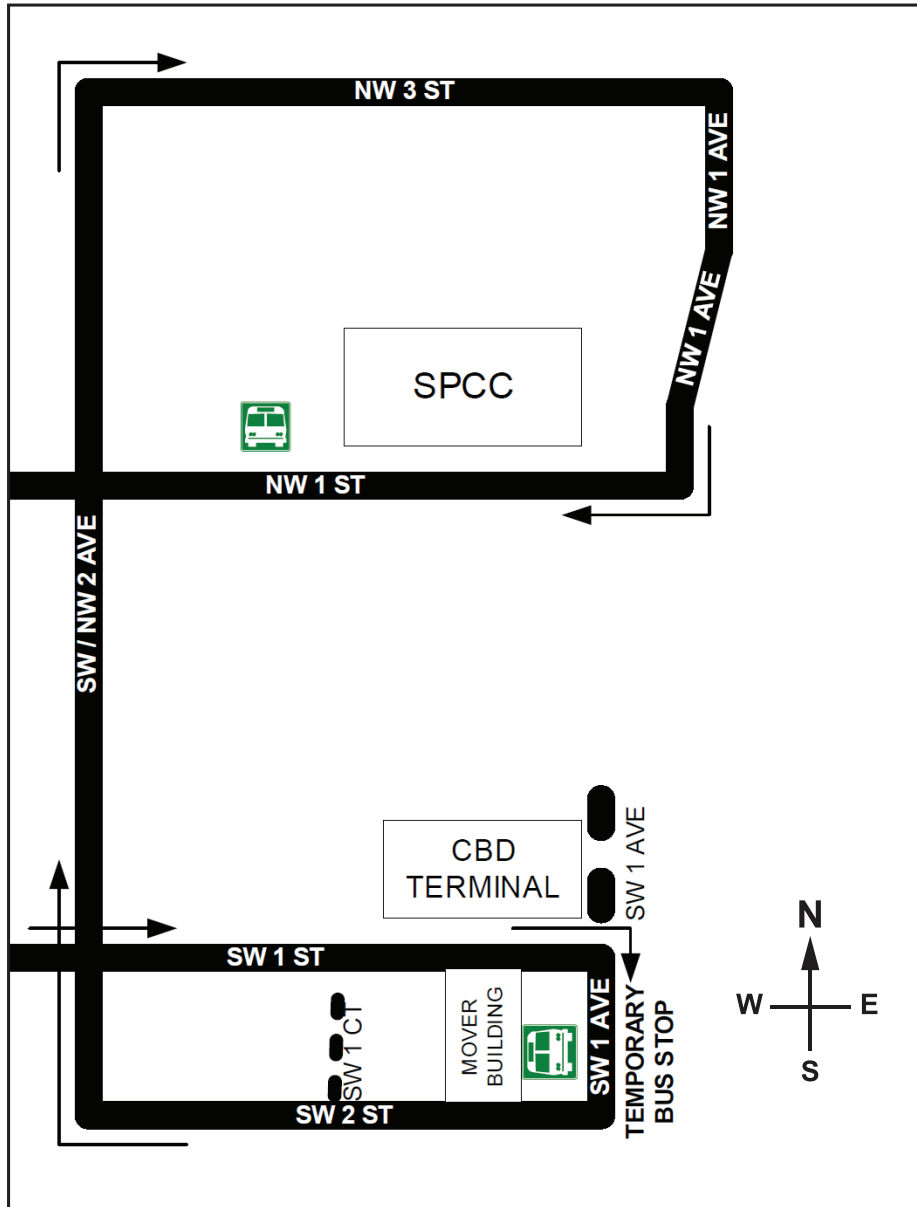 NW 3 ST
NW 1 AVE
NW 1 AVE
SPCC
NW 1 ST
SW / NW 2 AVE
CBD
TERMINAL
SW 1 AVE
N
W
E
S
SW 1 ST
MOVER
BUILDING
SW 1 AVE
TEMPORARY
BUS STOP
SW 1 CT
SW 2 ST